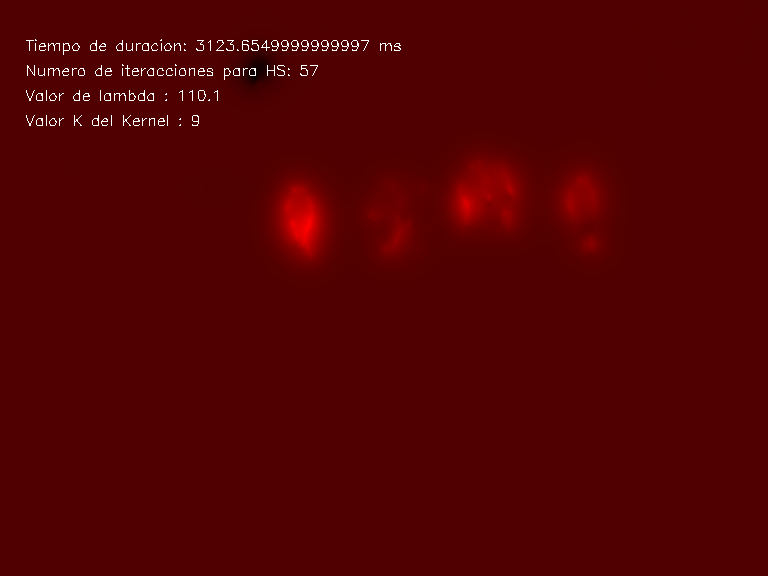 Tiempo de duracion: 3123.6549999999997 ms
Numero de iteracciones para HS: 57
Valor de lambda : 110.1
Valor K del Kernel : 9